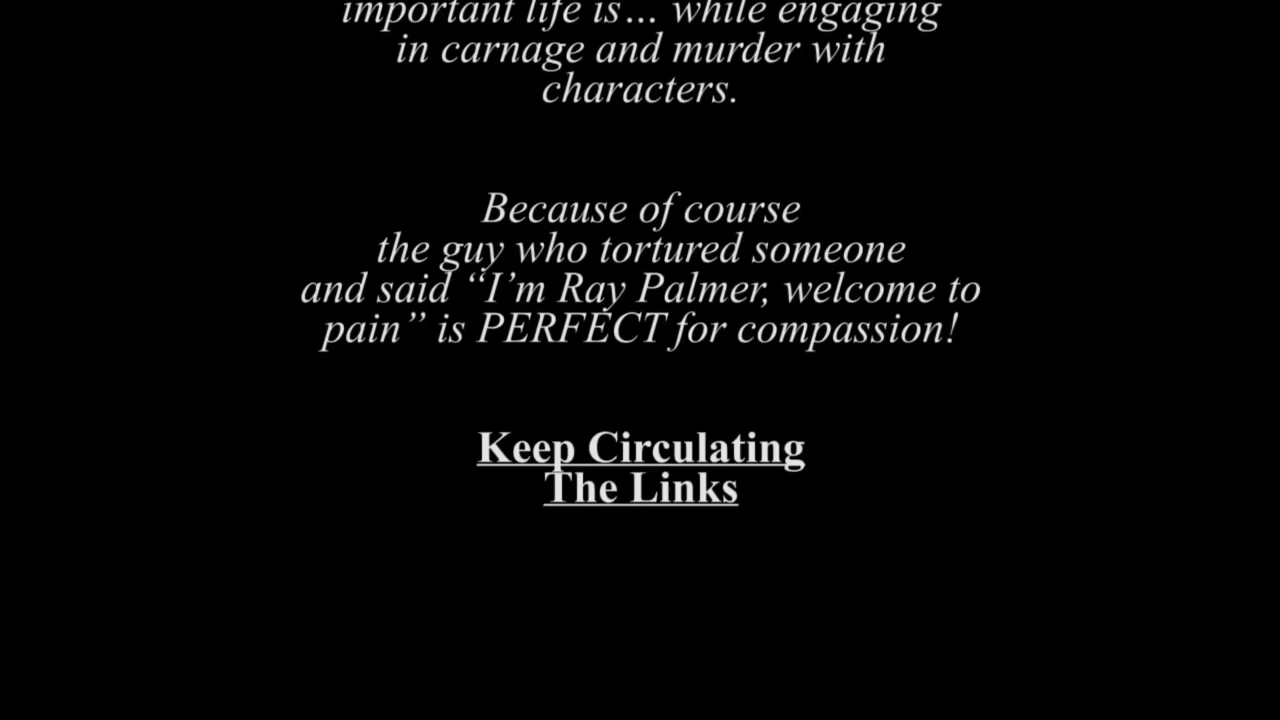 important life is... while engaging
in carnage and murder with
characters.
Because of course
the guy who tortured someone
and said “I’m Ray Palmer, welcome to
pain” is PERFECT for compassion!
Keep Circulating
The Links